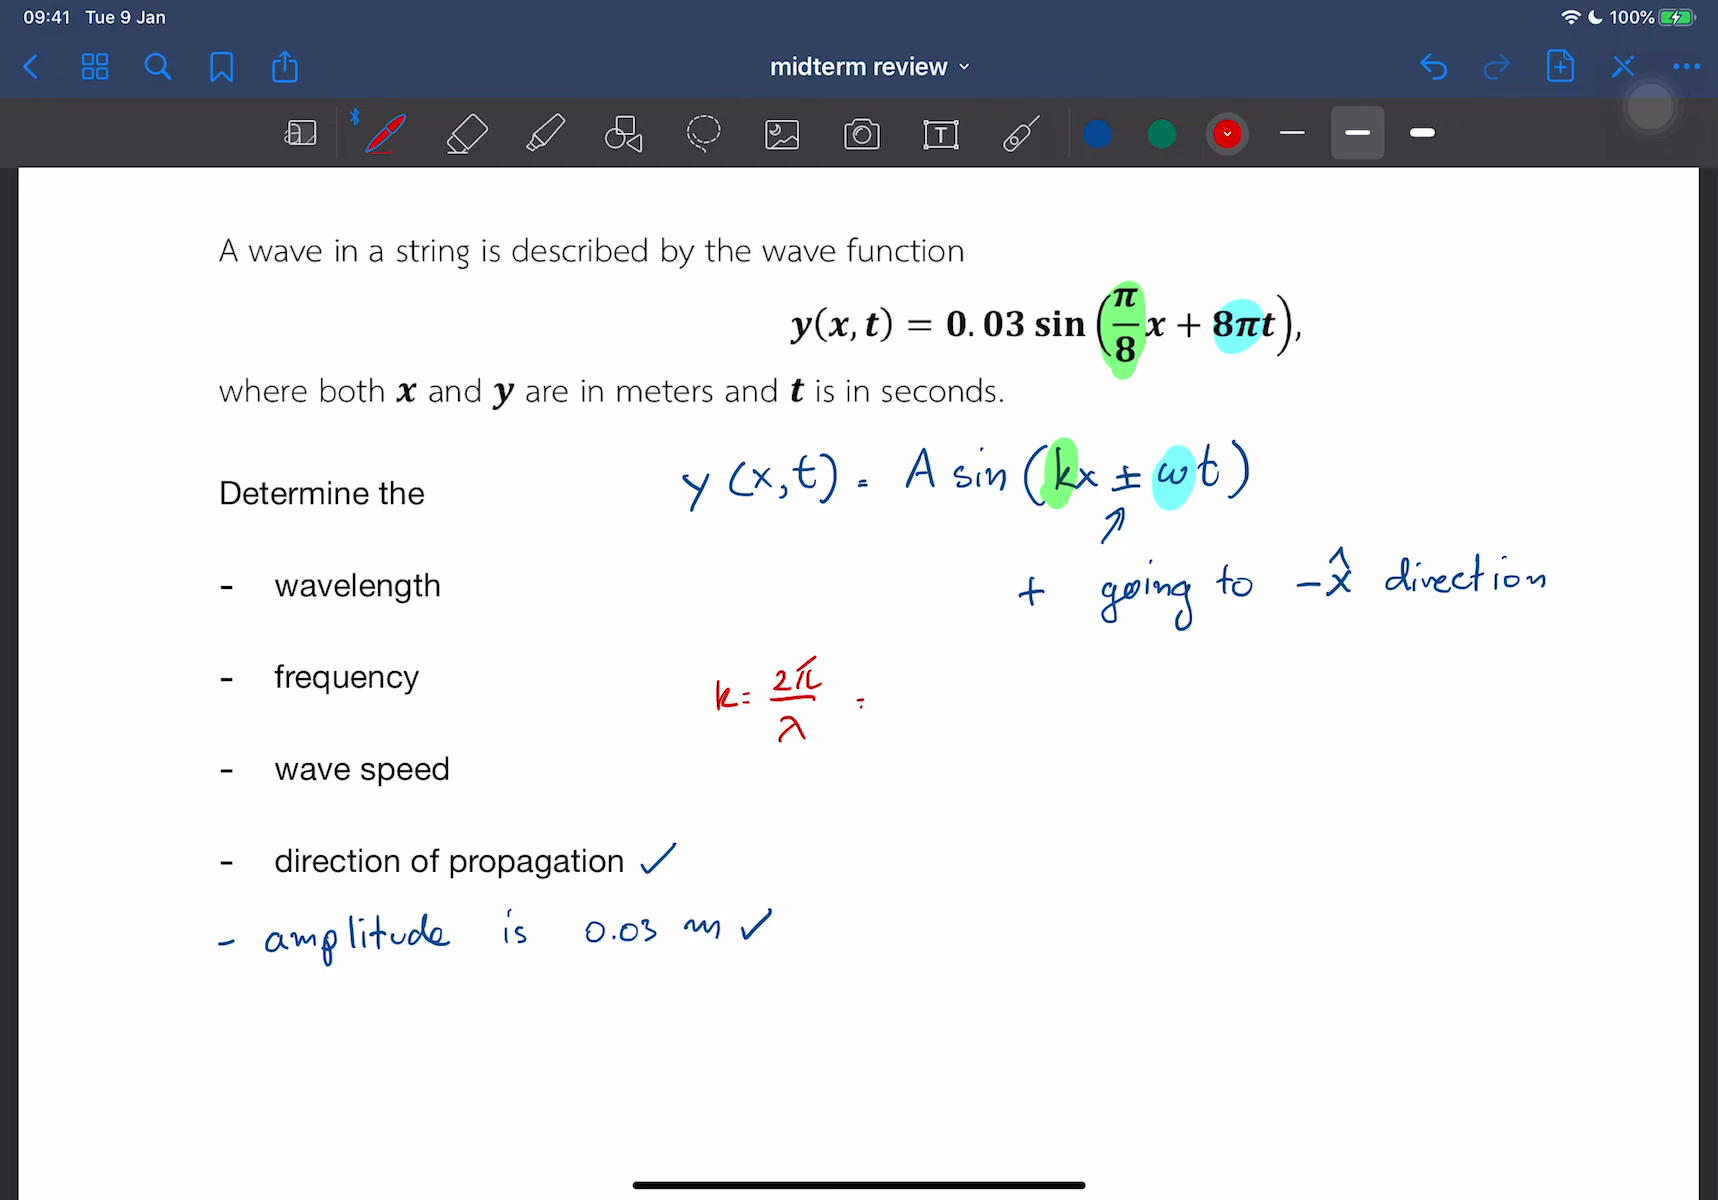 09:41 Tue 9 Jan
100%
midterm review
T
A wave in a string is described by the wave function
y(x, t) = 0.03 sin(π/8 x + 8πt),
where both x and y are in meters and t is in seconds.
y(x,t) = A sin(kx ± ωt)
Determine the
+ going to -x̂ direction
- wavelength
- frequency
k = 2π/λ =
- wave speed
- direction of propagation ✓
- amplitude is 0.03 m ✓